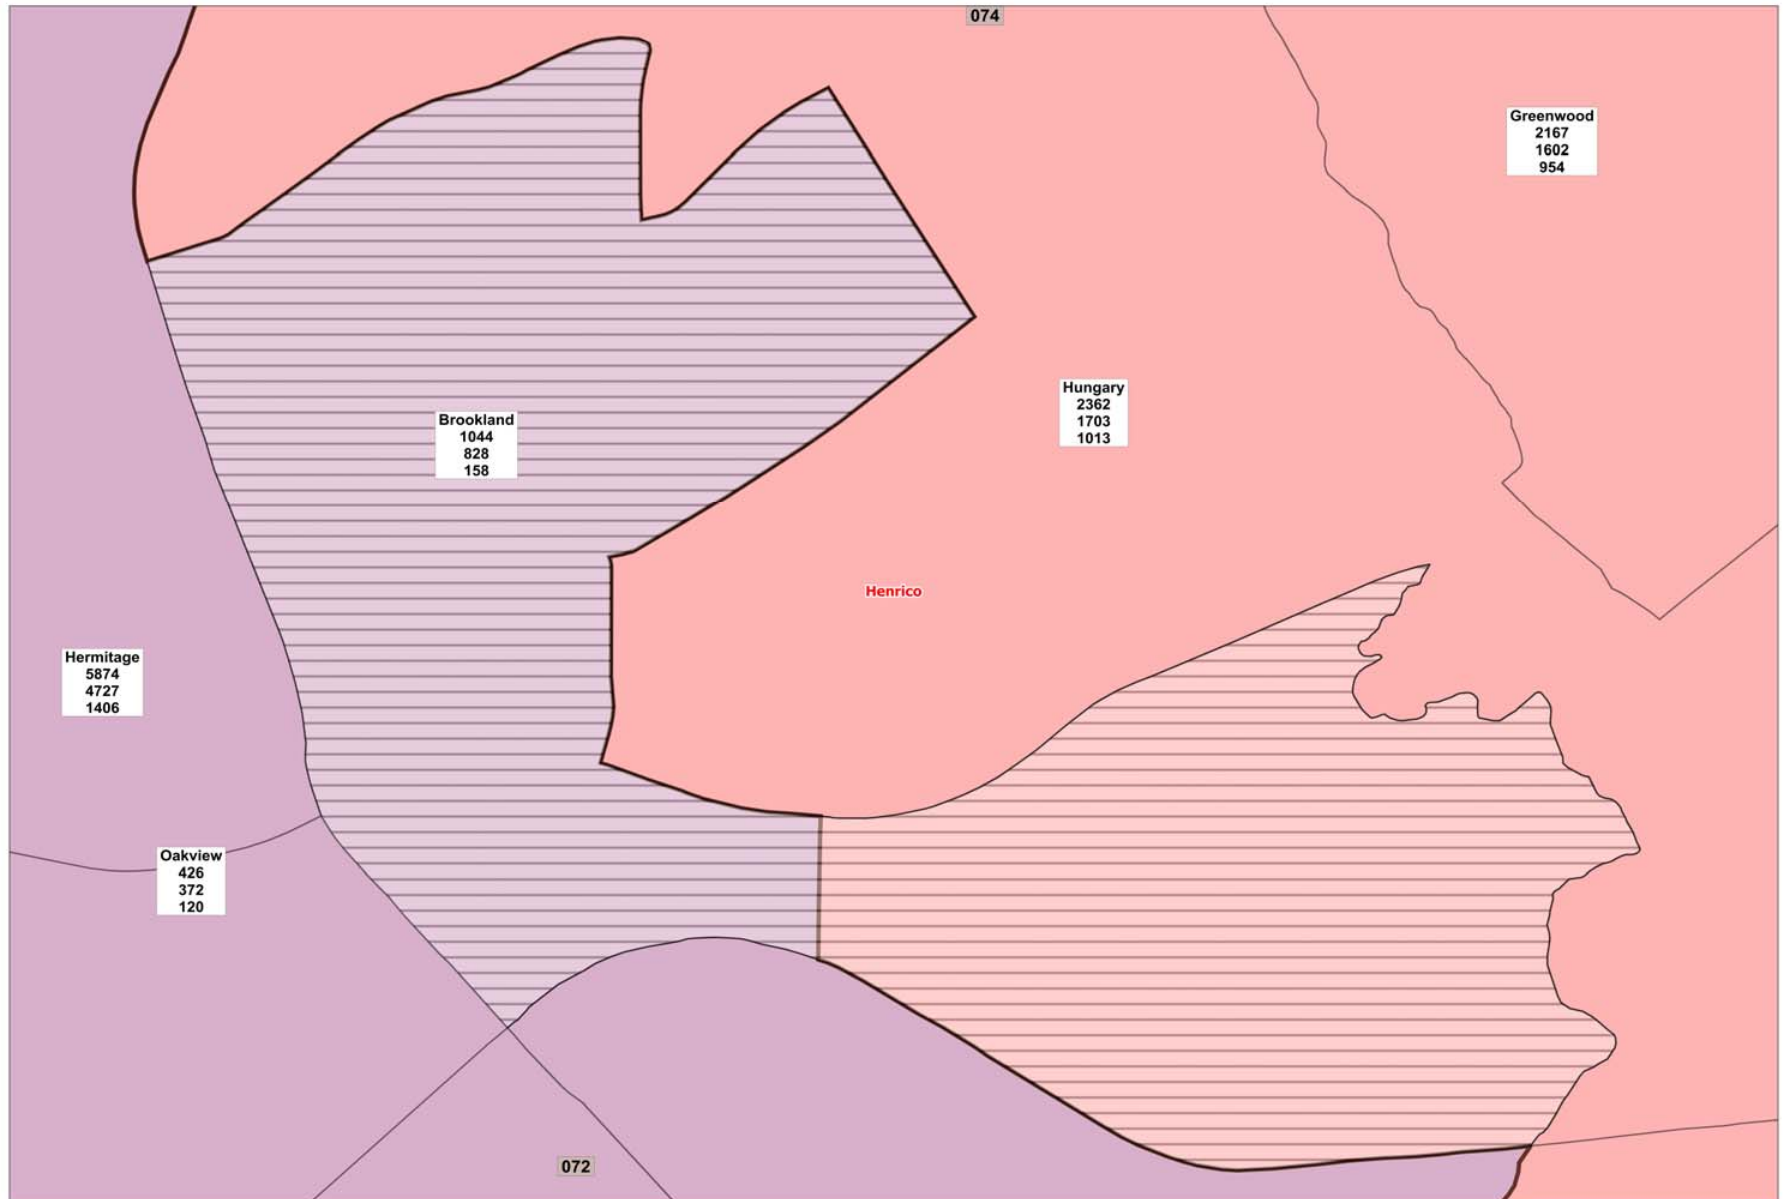 074
Greenwood
2167
1602
954
Hungary
2362
1703
1013
Brookland
1044
828
158
Henrico
Hermitage
5874
4727
1406
Oakview
426
372
120
072